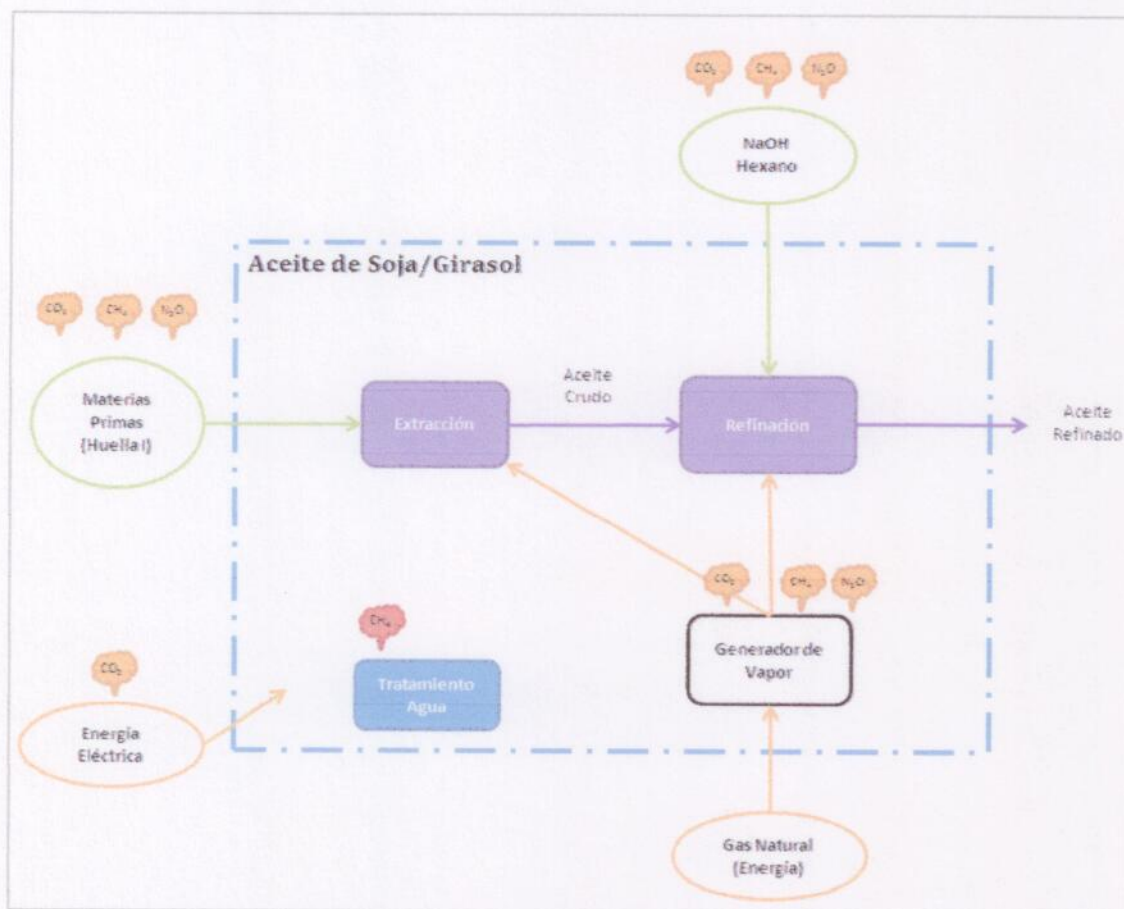 CO₂ CH₄ N₂O
NaOH
Hexano
Aceite de Soja/Girasol
CO₂ CH₄ N₂O
Materias
Primas
(Huella I)
Extracción
Aceite
Crudo
Refinación
Aceite
Refinado
CO₂ CH₄ N₂O
CH₄
Generador de
Vapor
Tratamiento
Agua
CO₂
Energía
Eléctrica
Gas Natural
(Energía)